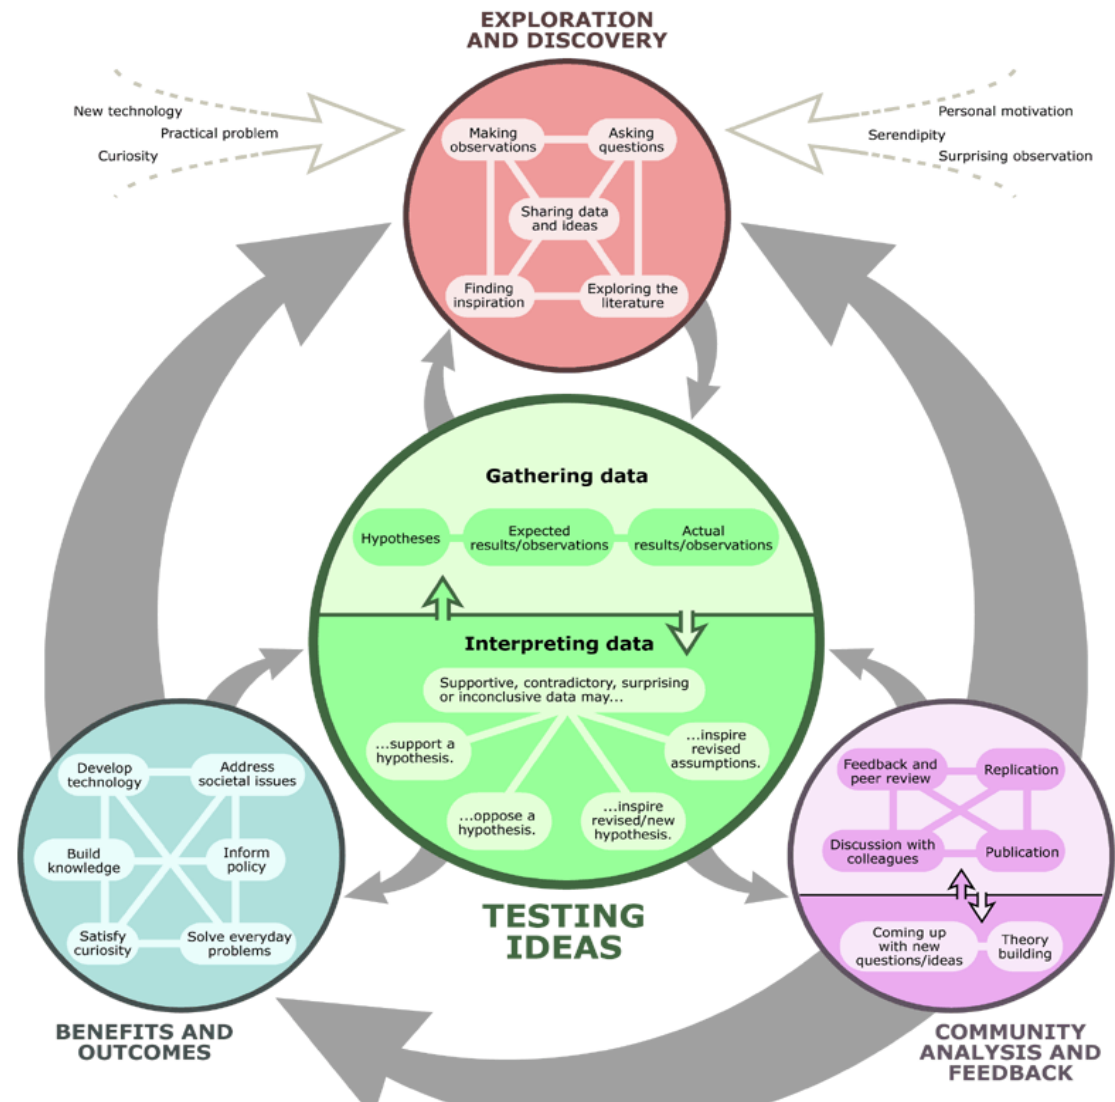 EXPLORATION
AND DISCOVERY
New technology
Practical problem
Curiosity
Personal motivation
Serendipity
Surprising observation
Making
observations
Asking
questions
Sharing data
and ideas
Finding
inspiration
Exploring the
literature
Gathering data
Hypotheses
Expected
results/observations
Actual
results/observations
Interpreting data
Supportive, contradictory, surprising
or inconclusive data may...
...support a
hypothesis.
...oppose a
hypothesis.
...inspire
revised/new
hypothesis.
...inspire
revised
assumptions.
TESTING
IDEAS
Develop
technology
Address
societal issues
Build
knowledge
Inform
policy
Satisfy
curiosity
Solve everyday
problems
BENEFITS AND
OUTCOMES
Feedback and
peer review
Replication
Discussion with
colleagues
Publication
Coming up
with new
questions/ideas
Theory
building
COMMUNITY
ANALYSIS AND
FEEDBACK